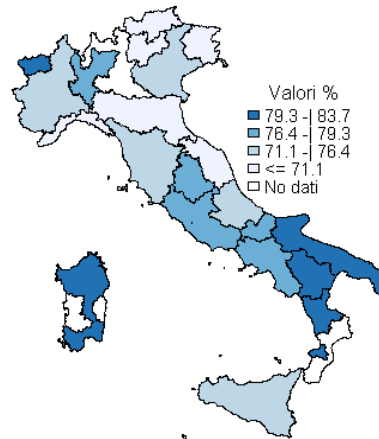 Valori %
79.3 -| 83.7
76.4 -| 79.3
71.1 -| 76.4
<= 71.1
No dati